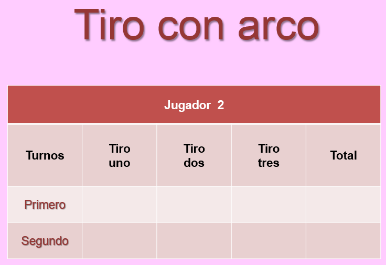 Tiro con arco
Jugador 2
Turnos Tiro uno Tiro dos Tiro tres Total
Primero
Segundo